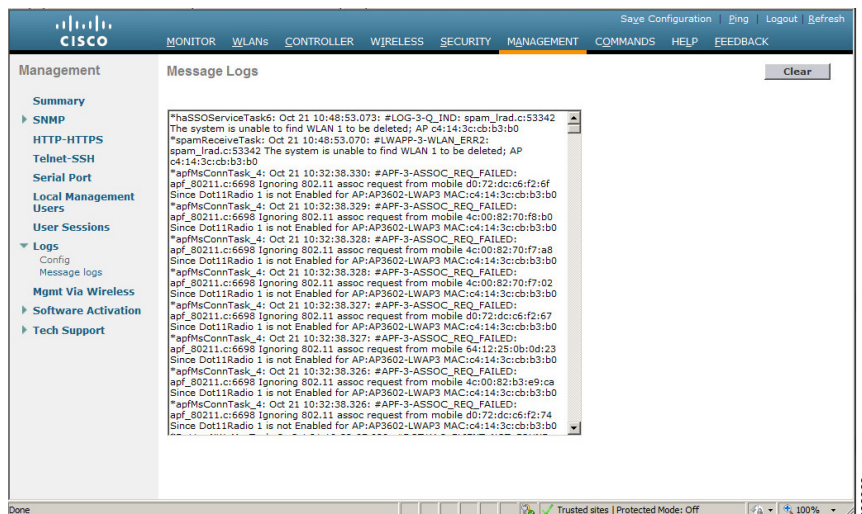 Save Configuration | Ping | Logout | Refresh
CISCO
MONITOR WLANs CONTROLLER WIRELESS SECURITY MANAGEMENT COMMANDS HELP FEEDBACK
Management
Message Logs
Clear
Summary
SNMP
HTTP-HTTPS
Telnet-SSH
Serial Port
Local Management
Users
User Sessions
Logs
Config
Message logs
Mgmt Via Wireless
Software Activation
Tech Support
*haSSOServiceTask6: Oct 21 10:48:53.073: #LOG-3-Q_IND: spam_lrad.c:53342
The system is unable to find WLAN 1 to be deleted; AP c4:14:3c:cb:b3:b0
*spamReceiveTask: Oct 21 10:48:53.070: #LWAPP-3-WLAN_ERR2:
spam_lrad.c:53342 The system is unable to find WLAN 1 to be deleted; AP
c4:14:3c:cb:b3:b0
*apfMsConnTask_4: Oct 21 10:32:38.330: #APF-3-ASSOC_REQ_FAILED:
apf_80211.c:6698 Ignoring 802.11 assoc request from mobile d0:72:dc:c6:f2:6f
Since Dot11Radio 1 is not Enabled for AP:AP3602-LWAP3 MAC:c4:14:3c:cb:b3:b0
*apfMsConnTask_4: Oct 21 10:32:38.329: #APF-3-ASSOC_REQ_FAILED:
apf_80211.c:6698 Ignoring 802.11 assoc request from mobile 4c:00:82:70:f8:b0
Since Dot11Radio 1 is not Enabled for AP:AP3602-LWAP3 MAC:c4:14:3c:cb:b3:b0
*apfMsConnTask_4: Oct 21 10:32:38.328: #APF-3-ASSOC_REQ_FAILED:
apf_80211.c:6698 Ignoring 802.11 assoc request from mobile 4c:00:82:70:f7:a8
Since Dot11Radio 1 is not Enabled for AP:AP3602-LWAP3 MAC:c4:14:3c:cb:b3:b0
*apfMsConnTask_4: Oct 21 10:32:38.328: #APF-3-ASSOC_REQ_FAILED:
apf_80211.c:6698 Ignoring 802.11 assoc request from mobile 4c:00:82:70:f7:02
Since Dot11Radio 1 is not Enabled for AP:AP3602-LWAP3 MAC:c4:14:3c:cb:b3:b0
*apfMsConnTask_4: Oct 21 10:32:38.327: #APF-3-ASSOC_REQ_FAILED:
apf_80211.c:6698 Ignoring 802.11 assoc request from mobile d0:72:dc:c6:f2:67
Since Dot11Radio 1 is not Enabled for AP:AP3602-LWAP3 MAC:c4:14:3c:cb:b3:b0
*apfMsConnTask_4: Oct 21 10:32:38.327: #APF-3-ASSOC_REQ_FAILED:
apf_80211.c:6698 Ignoring 802.11 assoc request from mobile 64:12:25:0b:0d:23
Since Dot11Radio 1 is not Enabled for AP:AP3602-LWAP3 MAC:c4:14:3c:cb:b3:b0
*apfMsConnTask_4: Oct 21 10:32:38.326: #APF-3-ASSOC_REQ_FAILED:
apf_80211.c:6698 Ignoring 802.11 assoc request from mobile 4c:00:82:b3:e9:ca
Since Dot11Radio 1 is not Enabled for AP:AP3602-LWAP3 MAC:c4:14:3c:cb:b3:b0
*apfMsConnTask_4: Oct 21 10:32:38.326: #APF-3-ASSOC_REQ_FAILED:
apf_80211.c:6698 Ignoring 802.11 assoc request from mobile d0:72:dc:c6:f2:74
Since Dot11Radio 1 is not Enabled for AP:AP3602-LWAP3 MAC:c4:14:3c:cb:b3:b0
Done
Trusted sites | Protected Mode: Off
100%